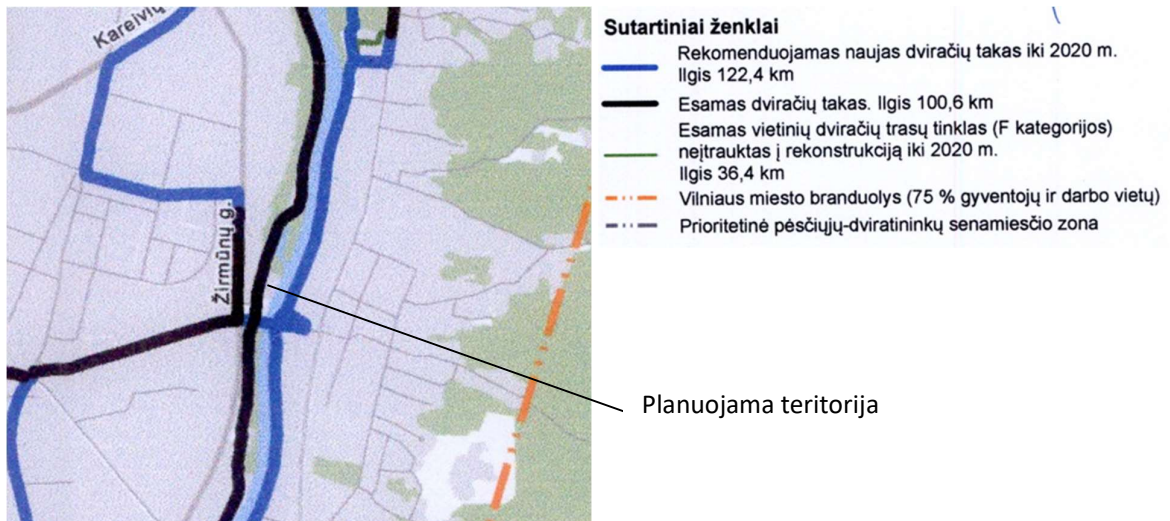 Kareivių
Žirmūnų g.
Sutartiniai ženklai
Rekomenduojamas naujas dviračių takas iki 2020 m.
Ilgis 122,4 km
Esamas dviračių takas. Ilgis 100,6 km
Esamas vietinių dviračių trasų tinklas (F kategorijos)
neįtrauktas į rekonstrukciją iki 2020 m.
Ilgis 36,4 km
Vilniaus miesto branduolys (75 % gyventojų ir darbo vietų)
Prioritetinė pėsčiųjų-dviratininkų senamiesčio zona
Planuojama teritorija